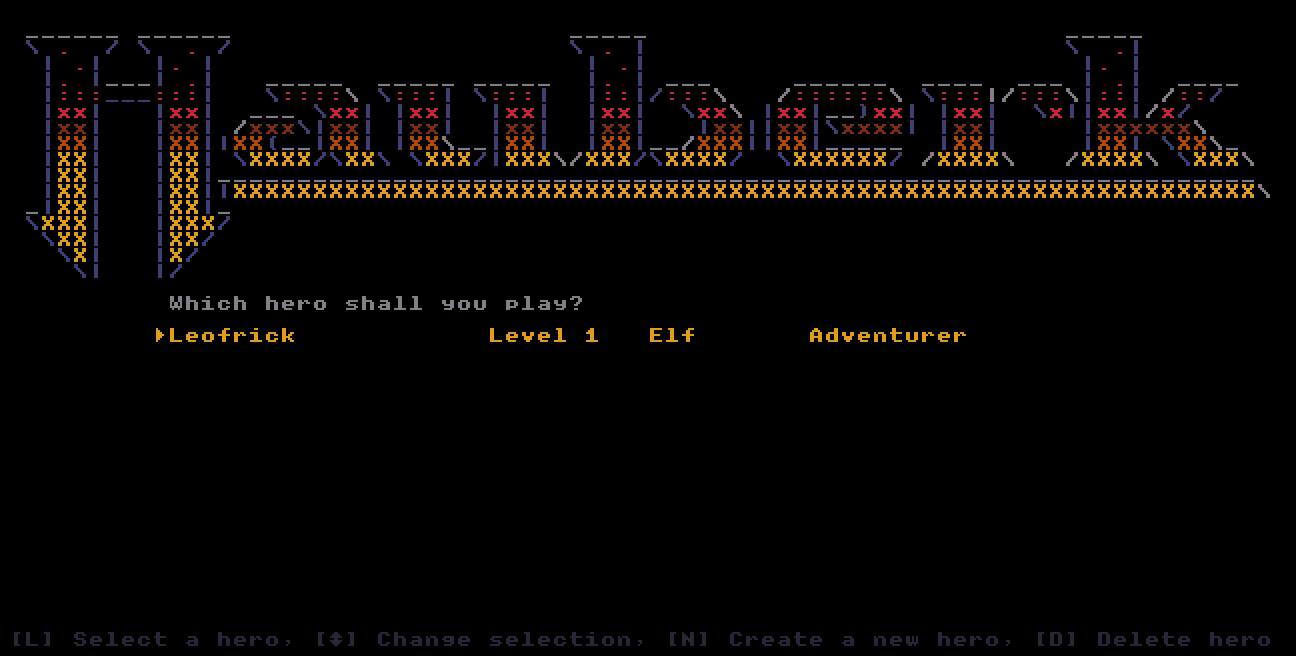 Hauberk
Which hero shall you play?
Leofrick Level 1 Elf Adventurer
[L] Select a hero, [↕] Change selection, [N] Create a new hero, [D] Delete hero